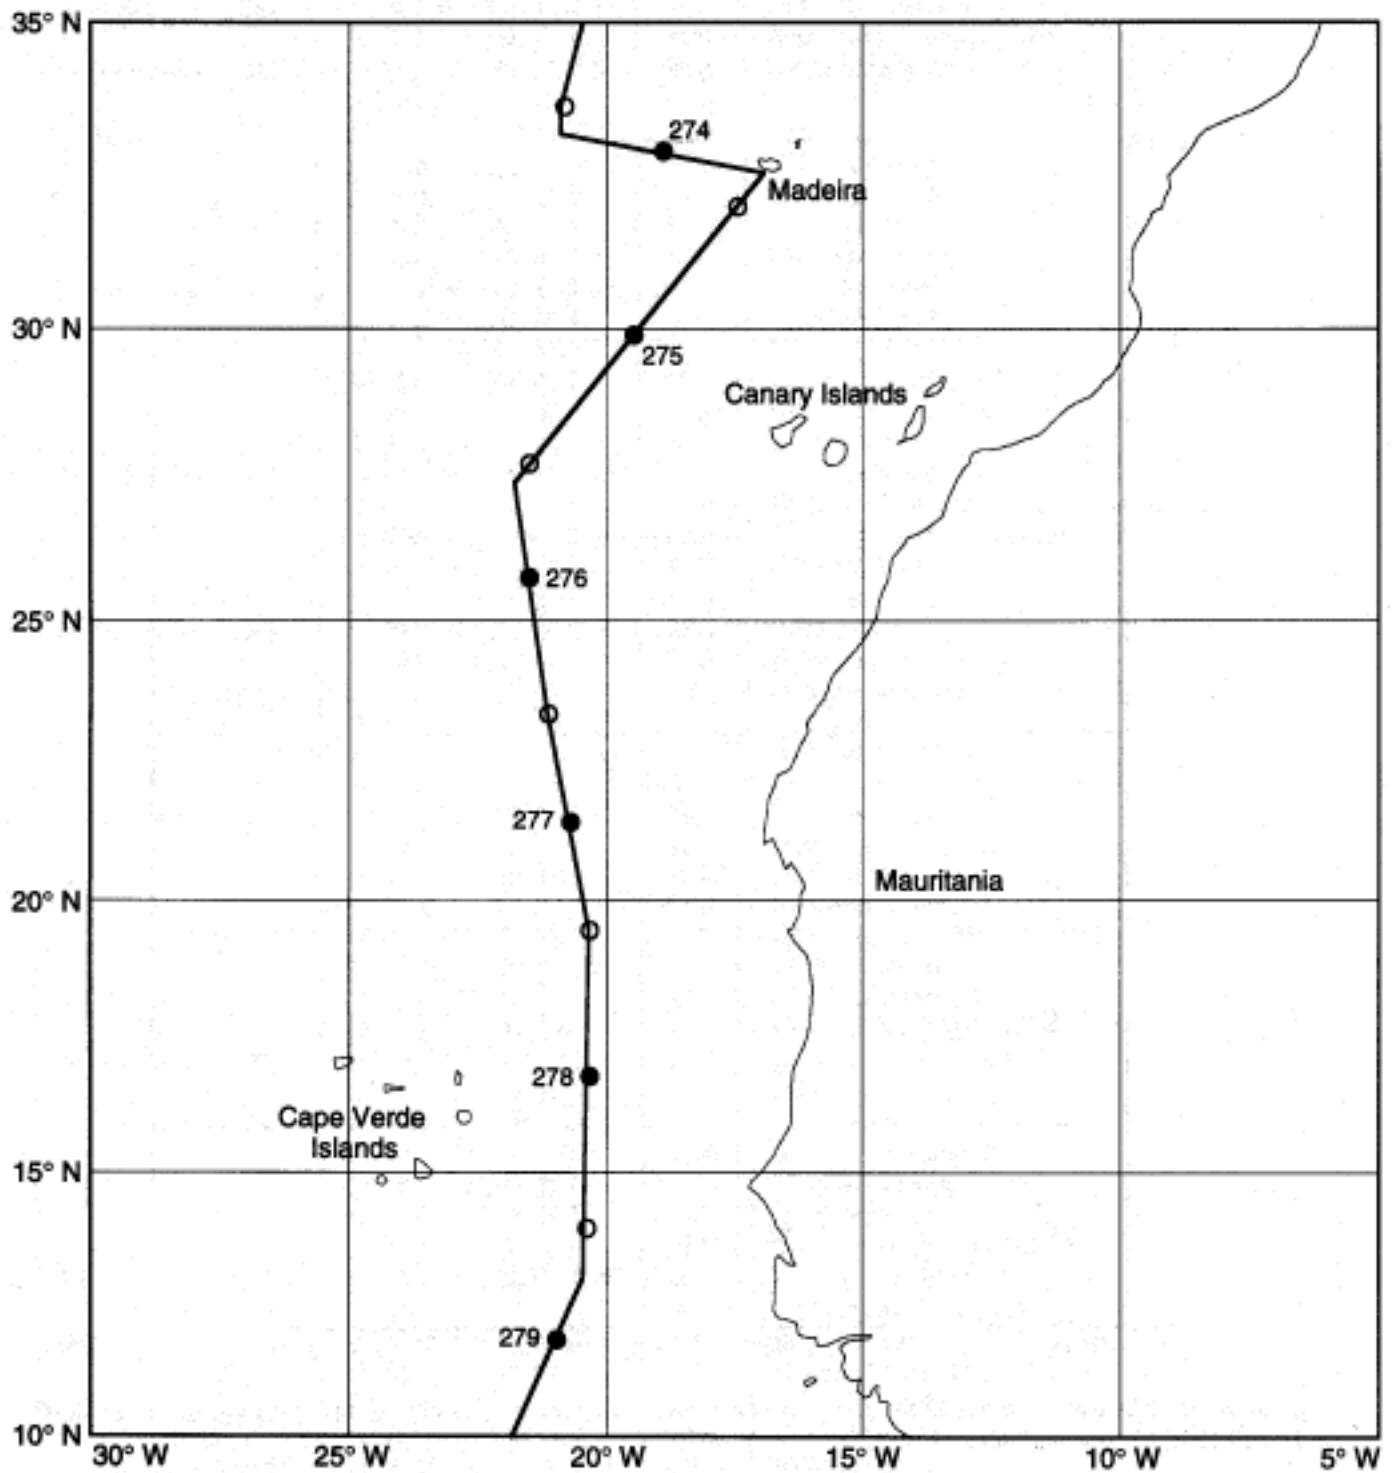 35° N
274
Madeira
30° N
275
Canary Islands
276
25° N
277
Mauritania
20° N
278
Cape Verde
Islands
15° N
279
10° N
30° W
25° W
20° W
15° W
10° W
5° W